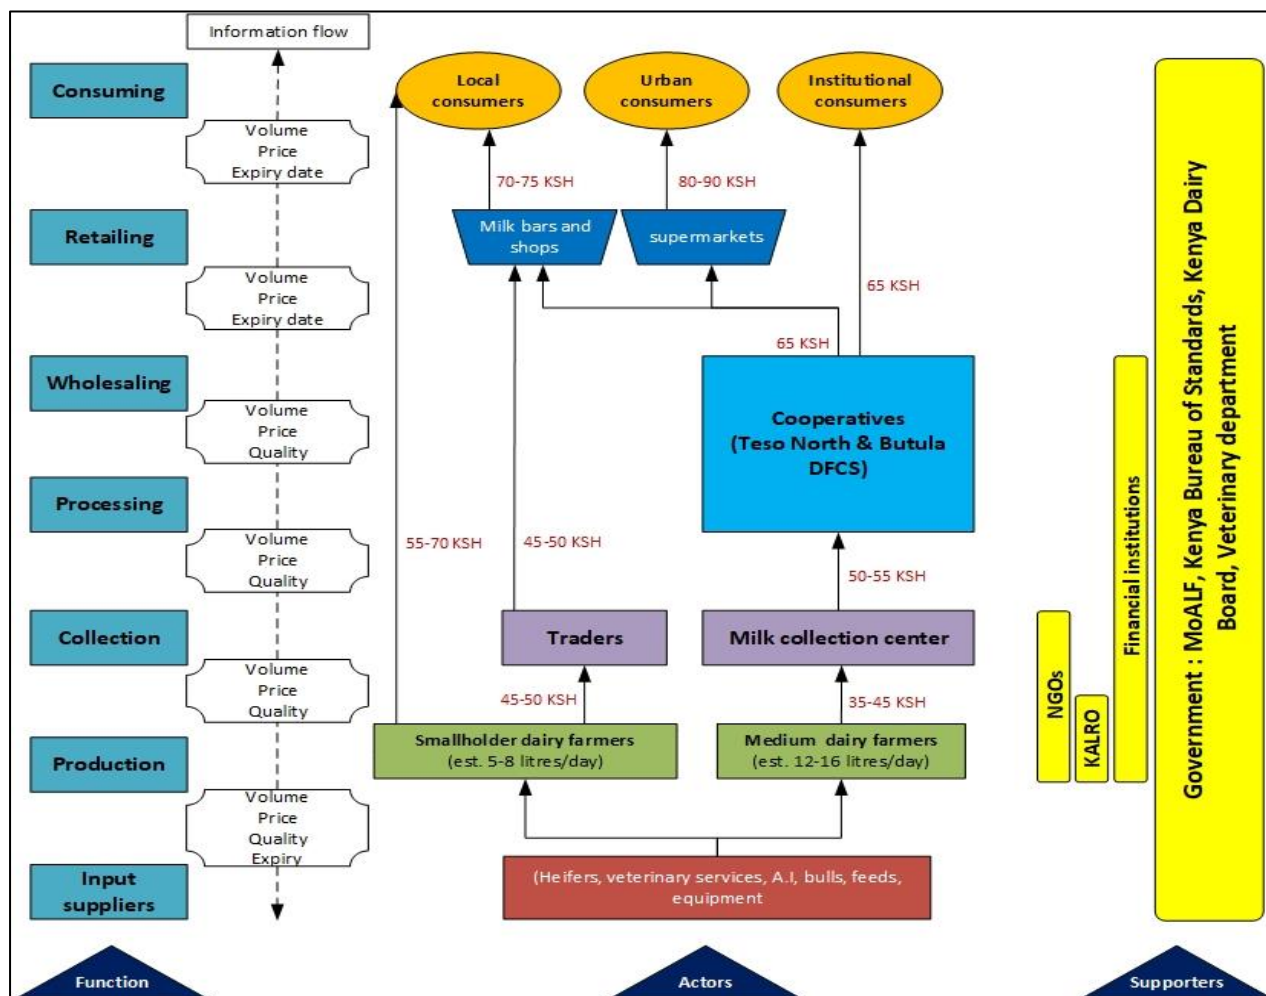 Information flow
Consuming
Local
consumers
Urban
consumers
Institutional
consumers
Volume
Price
Expiry date
70-75 KSH
80-90 KSH
Retailing
Milk bars and
shops
supermarkets
Volume
Price
Expiry date
65 KSH
65 KSH
Wholesaling
Cooperatives
(Teso North & Butula
DFCS)
Volume
Price
Quality
Processing
Volume
Price
Quality
55-70 KSH
45-50 KSH
50-55 KSH
Collection
Traders
Milk collection center
Volume
Price
Quality
45-50 KSH
35-45 KSH
Production
Smallholder dairy farmers
(est. 5-8 litres/day)
Medium dairy farmers
(est. 12-16 litres/day)
Volume
Price
Quality
Expiry
Input
suppliers
(Heifers, veterinary services, A.I, bulls, feeds,
equipment
NGOs
KALRO
Financial institutions
Government : MoALF, Kenya Bureau of Standards, Kenya Dairy
Board, Veterinary department
Function
Actors
Supporters